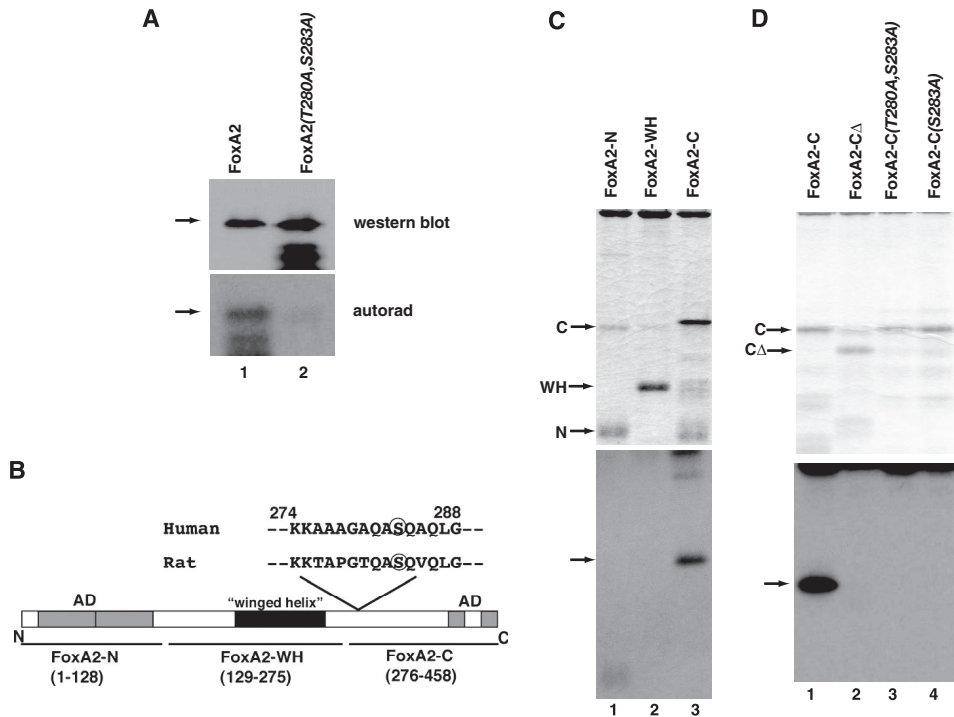 A
FoxA2
FoxA2(T280A,S283A)
western blot
autorad
1 2
B
274 288
Human --KKAAAGAQASQAQLG--
Rat --KKTAPGTQASQVQLG--
AD "winged helix" AD
N C
FoxA2-N FoxA2-WH FoxA2-C
(1-128) (129-275) (276-458)
C
FoxA2-N
FoxA2-WH
FoxA2-C
C
WH
N
1 2 3
D
FoxA2-C
FoxA2-CΔ
FoxA2-C(T280A,S283A)
FoxA2-C(S283A)
C
CΔ
1 2 3 4